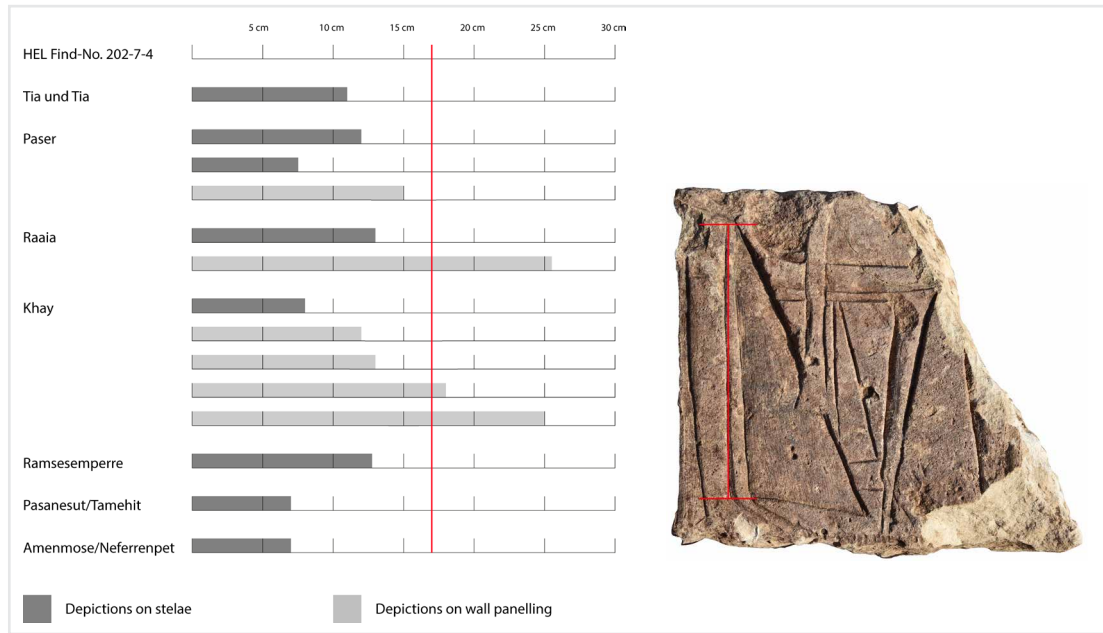 5 cm 10 cm 15 cm 20 cm 25 cm 30 cm
HEL Find-No. 202-7-4
Tia und Tia
Paser
Raaia
Khay
Ramsesemperre
Pasanesut/Tamehit
Amenmose/Neferrenpet
Depictions on stelae Depictions on wall panelling